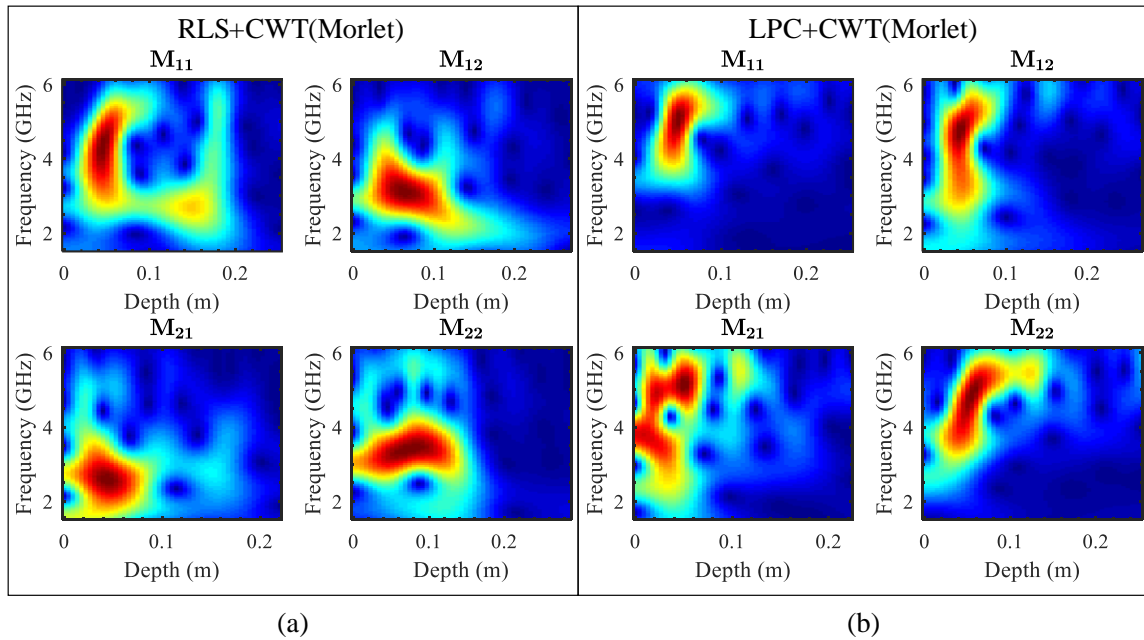 RLS+CWT(Morlet)
M11
M12
Frequency (GHz)
6
4
2
0
0.1
0.2
Depth (m)
Frequency (GHz)
6
4
2
0
0.1
0.2
Depth (m)
M21
M22
Frequency (GHz)
6
4
2
0
0.1
0.2
Depth (m)
Frequency (GHz)
6
4
2
0
0.1
0.2
Depth (m)
(a)
LPC+CWT(Morlet)
M11
M12
Frequency (GHz)
6
4
2
0
0.1
0.2
Depth (m)
Frequency (GHz)
6
4
2
0
0.1
0.2
Depth (m)
M21
M22
Frequency (GHz)
6
4
2
0
0.1
0.2
Depth (m)
Frequency (GHz)
6
4
2
0
0.1
0.2
Depth (m)
(b)